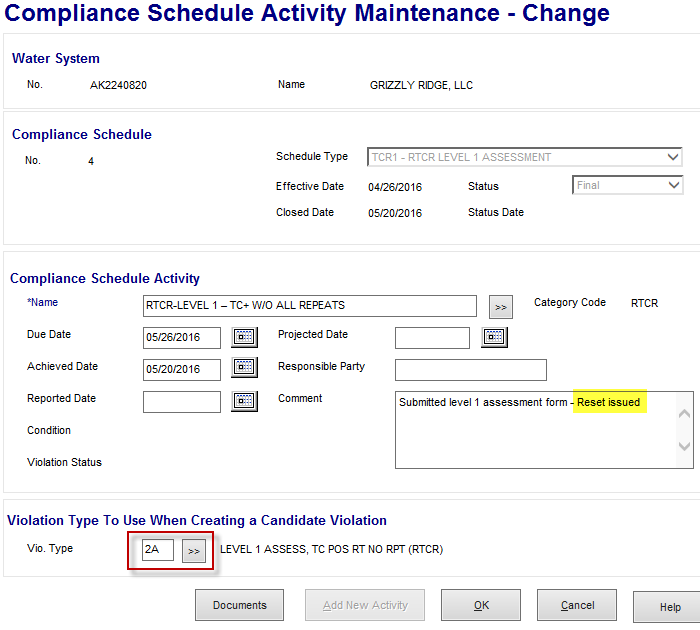 Compliance Schedule Activity Maintenance - Change
Water System
No. AK2240820 Name GRIZZLY RIDGE, LLC
Compliance Schedule
No. 4 Schedule Type TCR1 - RTCR LEVEL 1 ASSESSMENT
Effective Date 04/26/2016 Status Final
Closed Date 05/20/2016 Status Date
Compliance Schedule Activity
*Name RTCR-LEVEL 1 – TC+ W/O ALL REPEATS >> Category Code RTCR
Due Date 05/26/2016 Projected Date
Achieved Date 05/20/2016 Responsible Party
Reported Date Comment Submitted level 1 assessment form - Reset issued
Condition
Violation Status
Violation Type To Use When Creating a Candidate Violation
Vio. Type 2A >> LEVEL 1 ASSESS, TC POS RT NO RPT (RTCR)
Documents Add New Activity OK Cancel Help